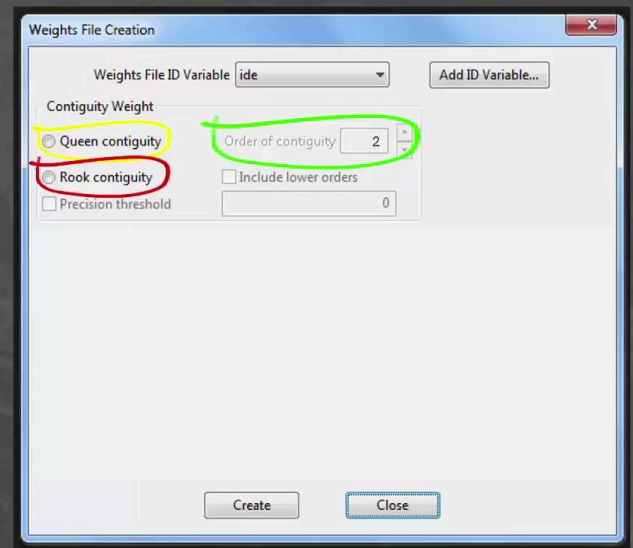 Weights File Creation
Weights File ID Variable ide Add ID Variable...
Contiguity Weight
Queen contiguity Order of contiguity 2
Rook contiguity Include lower orders
Precision threshold 0
Create Close